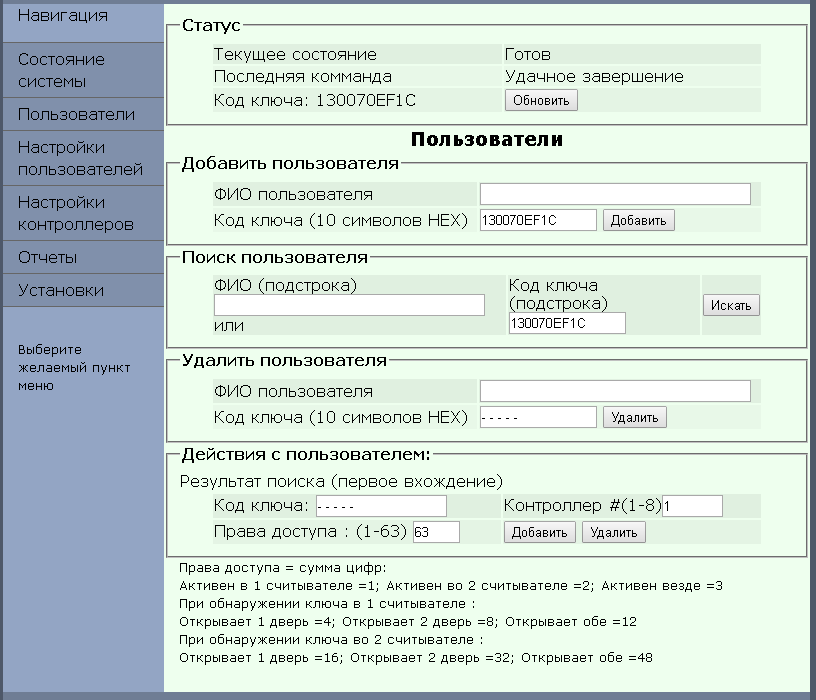 Навигация
Состояние
системы
Пользователи
Настройки
пользователей
Настройки
контроллеров
Отчеты
Установки
Выберите
желаемый пункт
меню
Статус
Текущее состояние Готов
Последняя комманда Удачное завершение
Код ключа: 130070EF1C Обновить
Пользователи
Добавить пользователя
ФИО пользователя
Код ключа (10 символов HEX) 130070EF1C Добавить
Поиск пользователя
ФИО (подстрока)
или
Код ключа
(подстрока)
130070EF1C
Искать
Удалить пользователя
ФИО пользователя
Код ключа (10 символов HEX) ----- Удалить
Действия с пользователем:
Результат поиска (первое вхождение)
Код ключа: ----- Контроллер #(1-8) 1
Права доступа : (1-63) 63 Добавить Удалить
Права доступа = сумма цифр:
Активен в 1 считывателе =1; Активен во 2 считывателе =2; Активен везде =3
При обнаружении ключа в 1 считывателе :
Открывает 1 дверь =4; Открывает 2 дверь =8; Открывает обе =12
При обнаружении ключа во 2 считывателе :
Открывает 1 дверь =16; Открывает 2 дверь =32; Открывает обе =48